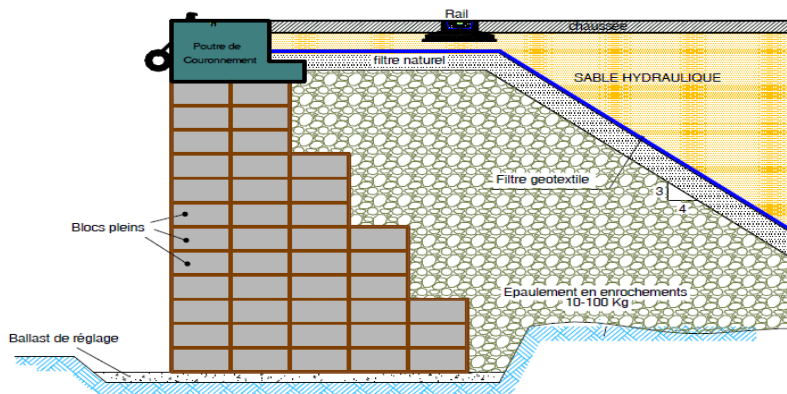 Rail
chaussée
Poutre de
Couronnement
filtre naturel
SABLE HYDRAULIQUE
Filtre geotextile
3
4
Blocs pleins
Epaulement en enrochements
10-100 Kg
Ballast de réglage